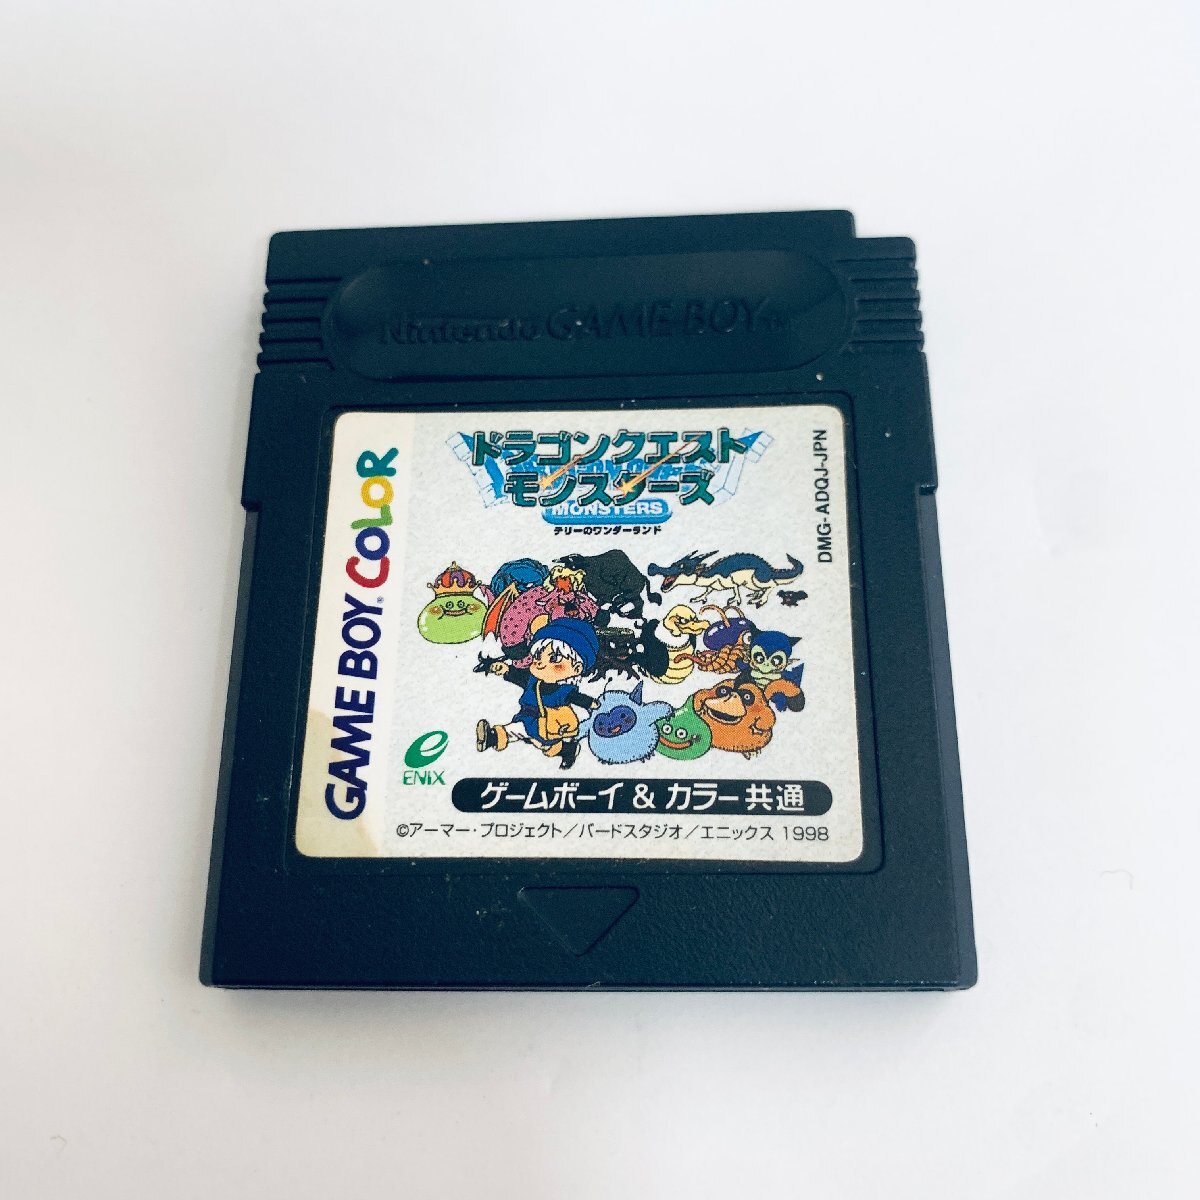 Nintendo GAME BOY™
GAME BOY® COLOR
ドラゴンクエスト
モンスターズ
MONSTERS
テリーのワンダーランド
DMG-ADQJ-JPN
e
ENIX
ゲームボーイ & カラー共通
©アーマー・プロジェクト/バードスタジオ/エニックス 1998